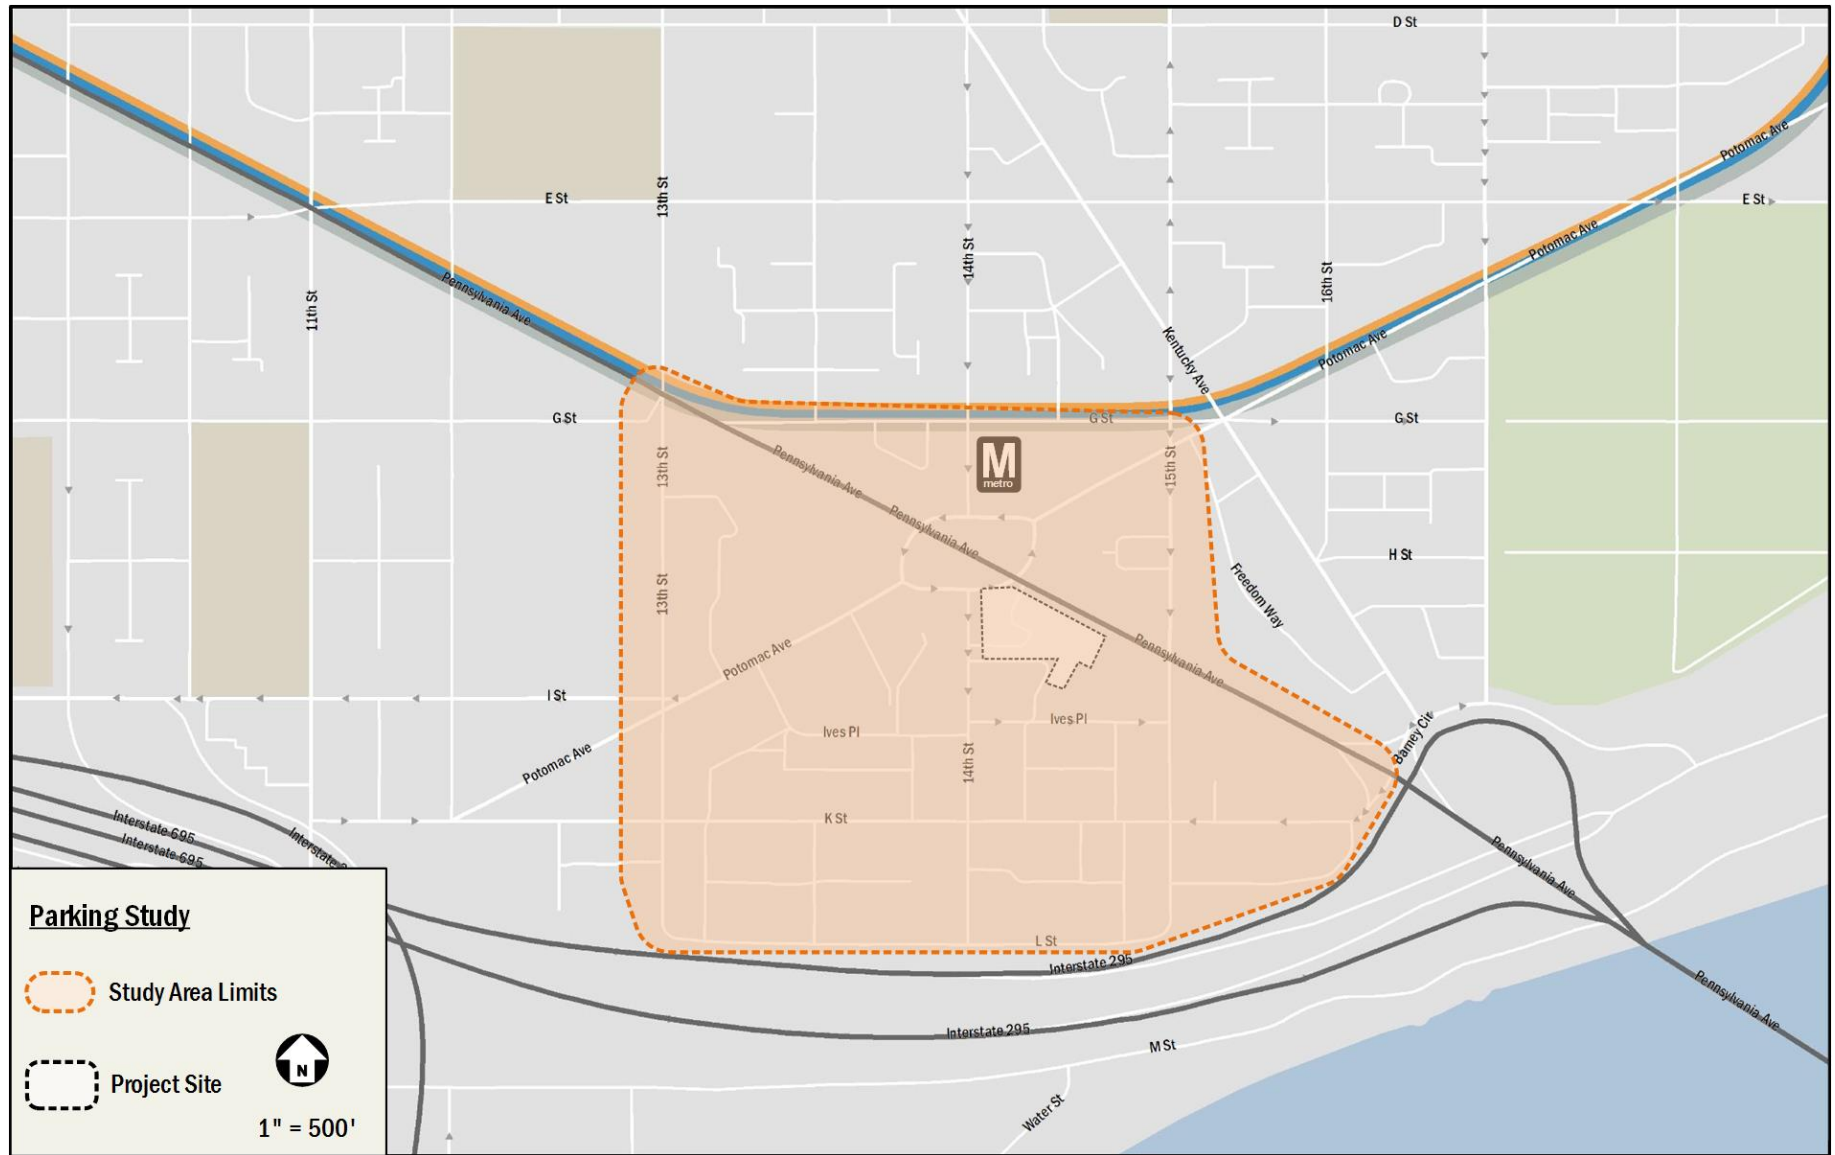 D St
Potomac Ave
E St
13th St
E St
14th St
Potomac Ave
11th St
Pennsylvania Ave
16th St
Kentucky Ave
Potomac Ave
G St
G St
G St
Pennsylvania Ave
M
metro
13th St
15th St
Pennsylvania Ave
H St
13th St
Freedom Way
Potomac Ave
Pennsylvania Ave
I St
Ives Pl
Ives Pl
Barney Cir
14th St
Potomac Ave
K St
Interstate 695
Interstate 695
Interstate
Pennsylvania Ave
L St
Interstate 295
Pennsylvania Ave
Interstate 295
M St
Water St
Parking Study
Study Area Limits
Project Site
N
1" = 500'